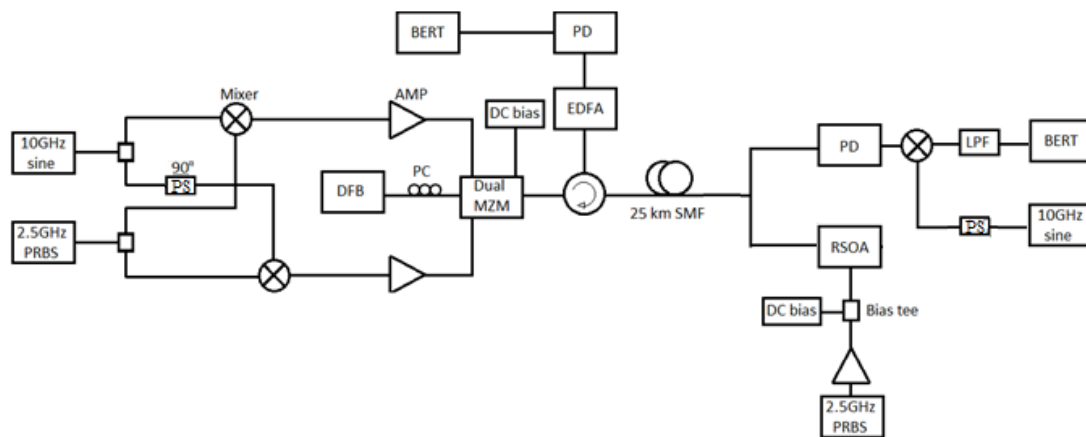 BERT
PD
Mixer
AMP
DC bias
EDFA
10GHz
sine
90°
PS
PC
DFB
Dual
MZM
25 km SMF
PD
LPF
BERT
PS
10GHz
sine
2.5GHz
PRBS
RSOA
DC bias
Bias tee
2.5GHz
PRBS